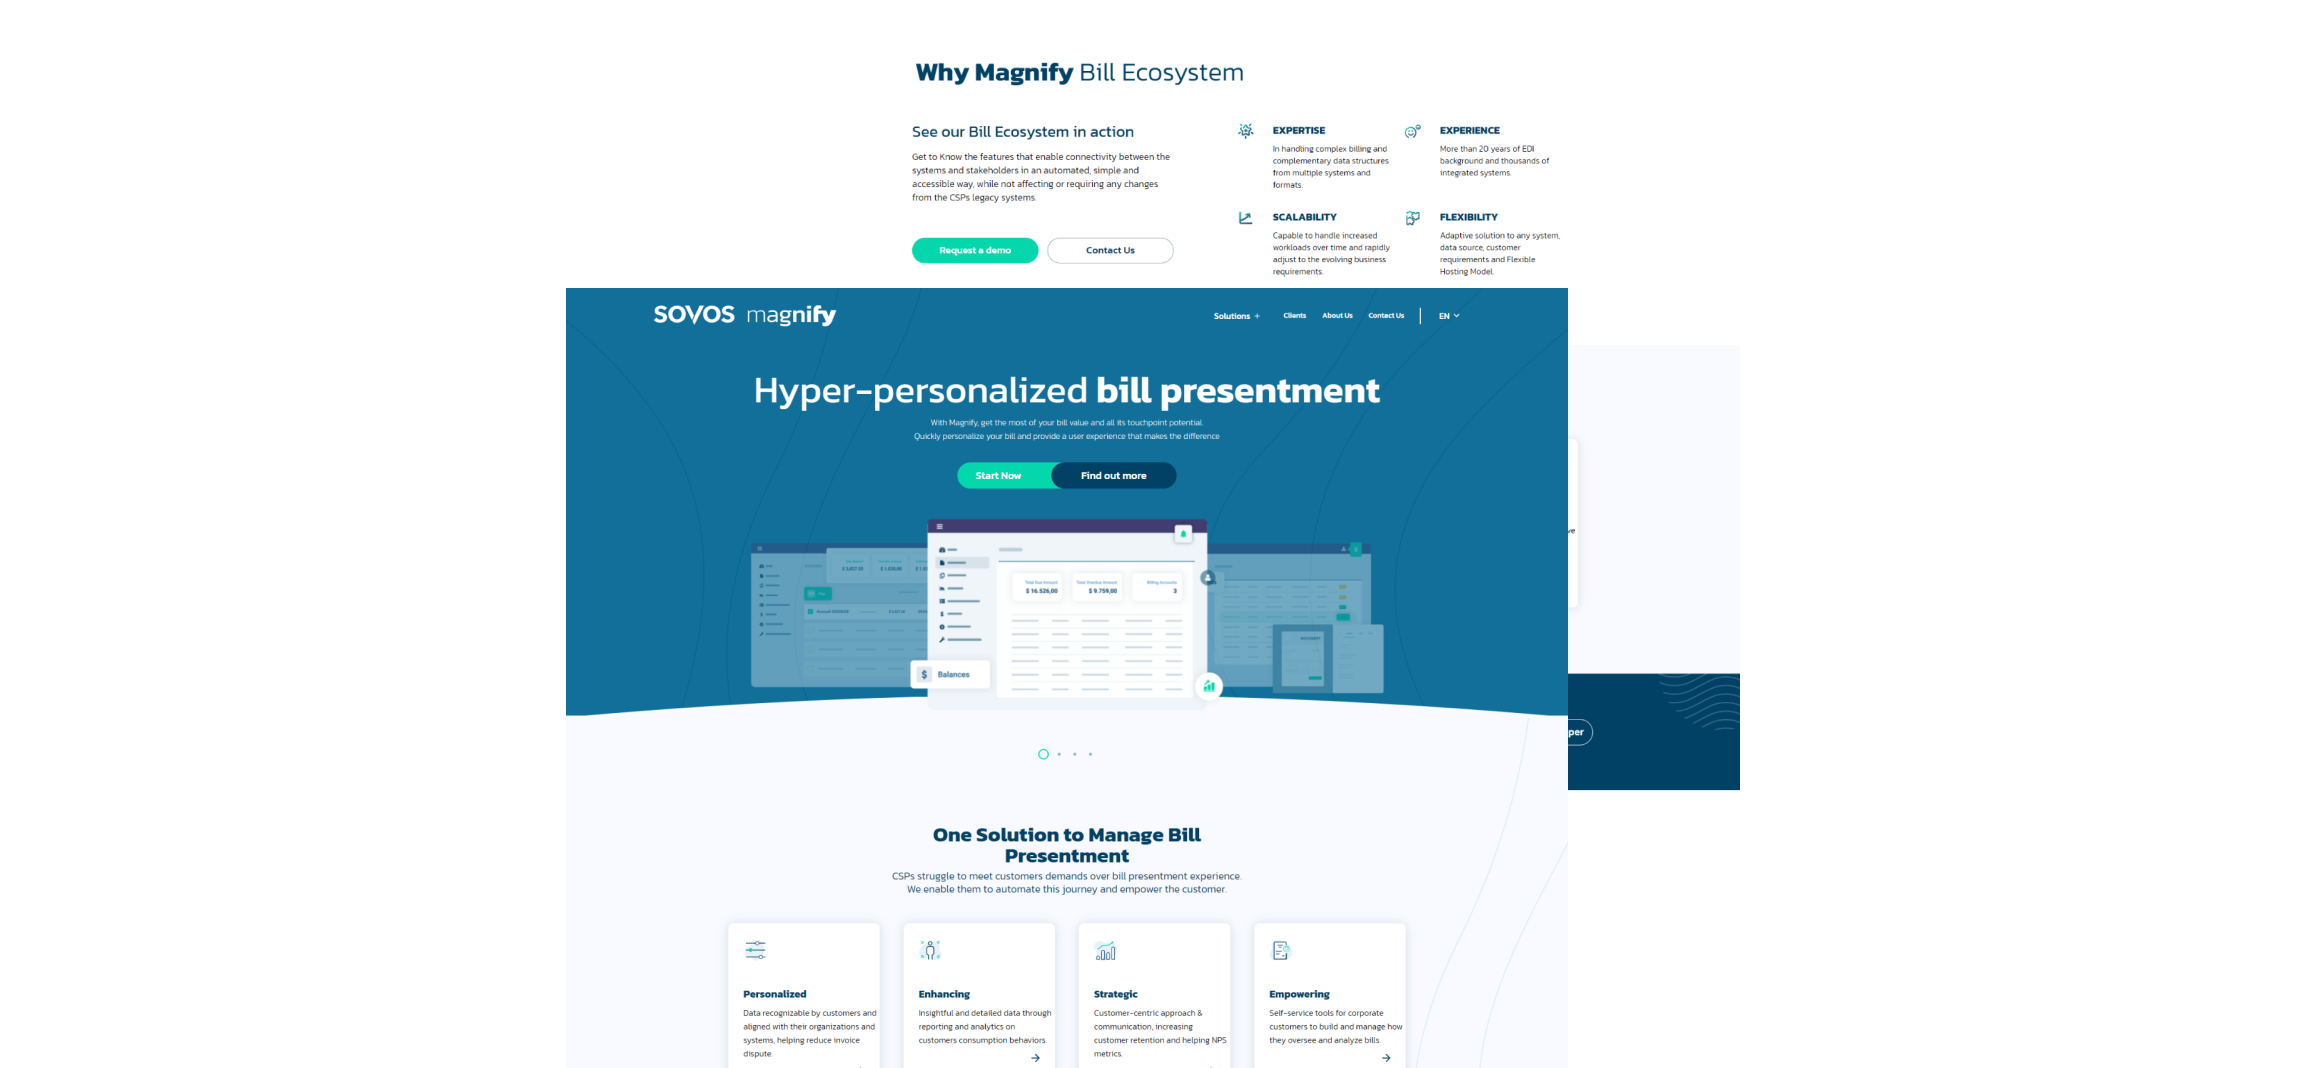 Why Magnify Bill Ecosystem
See our Bill Ecosystem in action
Get to Know the features that enable connectivity between the
systems and stakeholders in an automated, simple and
accessible way, while not affecting or requiring any changes
from the CSPs legacy systems.
Request a demo
Contact Us
EXPERTISE
In handling complex billing and
complementary data structures
from multiple systems and
formats.
EXPERIENCE
More than 20 years of EDI
background and thousands of
integrated systems.
SCALABILITY
Capable to handle increased
workloads over time and rapidly
adjust to the evolving business
requirements.
FLEXIBILITY
Adaptive solution to any system,
data source, customer
requirements and Flexible
Hosting Model.
SOVOS magnify
Solutions +
Clients
About Us
Contact Us
EN
Hyper-personalized bill presentment
With Magnify, get the most of your bill value and all its touchpoint potential.
Quickly personalize your bill and provide a user experience that makes the difference
Start Now
Find out more
Total Due Amount
$ 16.526,00
Total Overdue Amount
$ 9.759,00
Billing Accounts
3
$ Balances
per
One Solution to Manage Bill
Presentment
CSPs struggle to meet customers demands over bill presentment experience.
We enable them to automate this journey and empower the customer.
Personalized
Data recognizable by customers and
aligned with their organizations and
systems, helping reduce invoice
dispute.
Enhancing
Insightful and detailed data through
reporting and analytics on
customers consumption behaviors.
Strategic
Customer-centric approach &
communication, increasing
customer retention and helping NPS
metrics.
Empowering
Self-service tools for corporate
customers to build and manage how
they oversee and analyze bills.